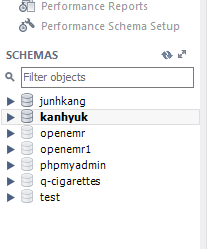 Performance Reports
Performance Schema Setup
SCHEMAS
Filter objects
junhkang
kanhyuk
openemr
openemr1
phpmyadmin
q-cigarettes
test